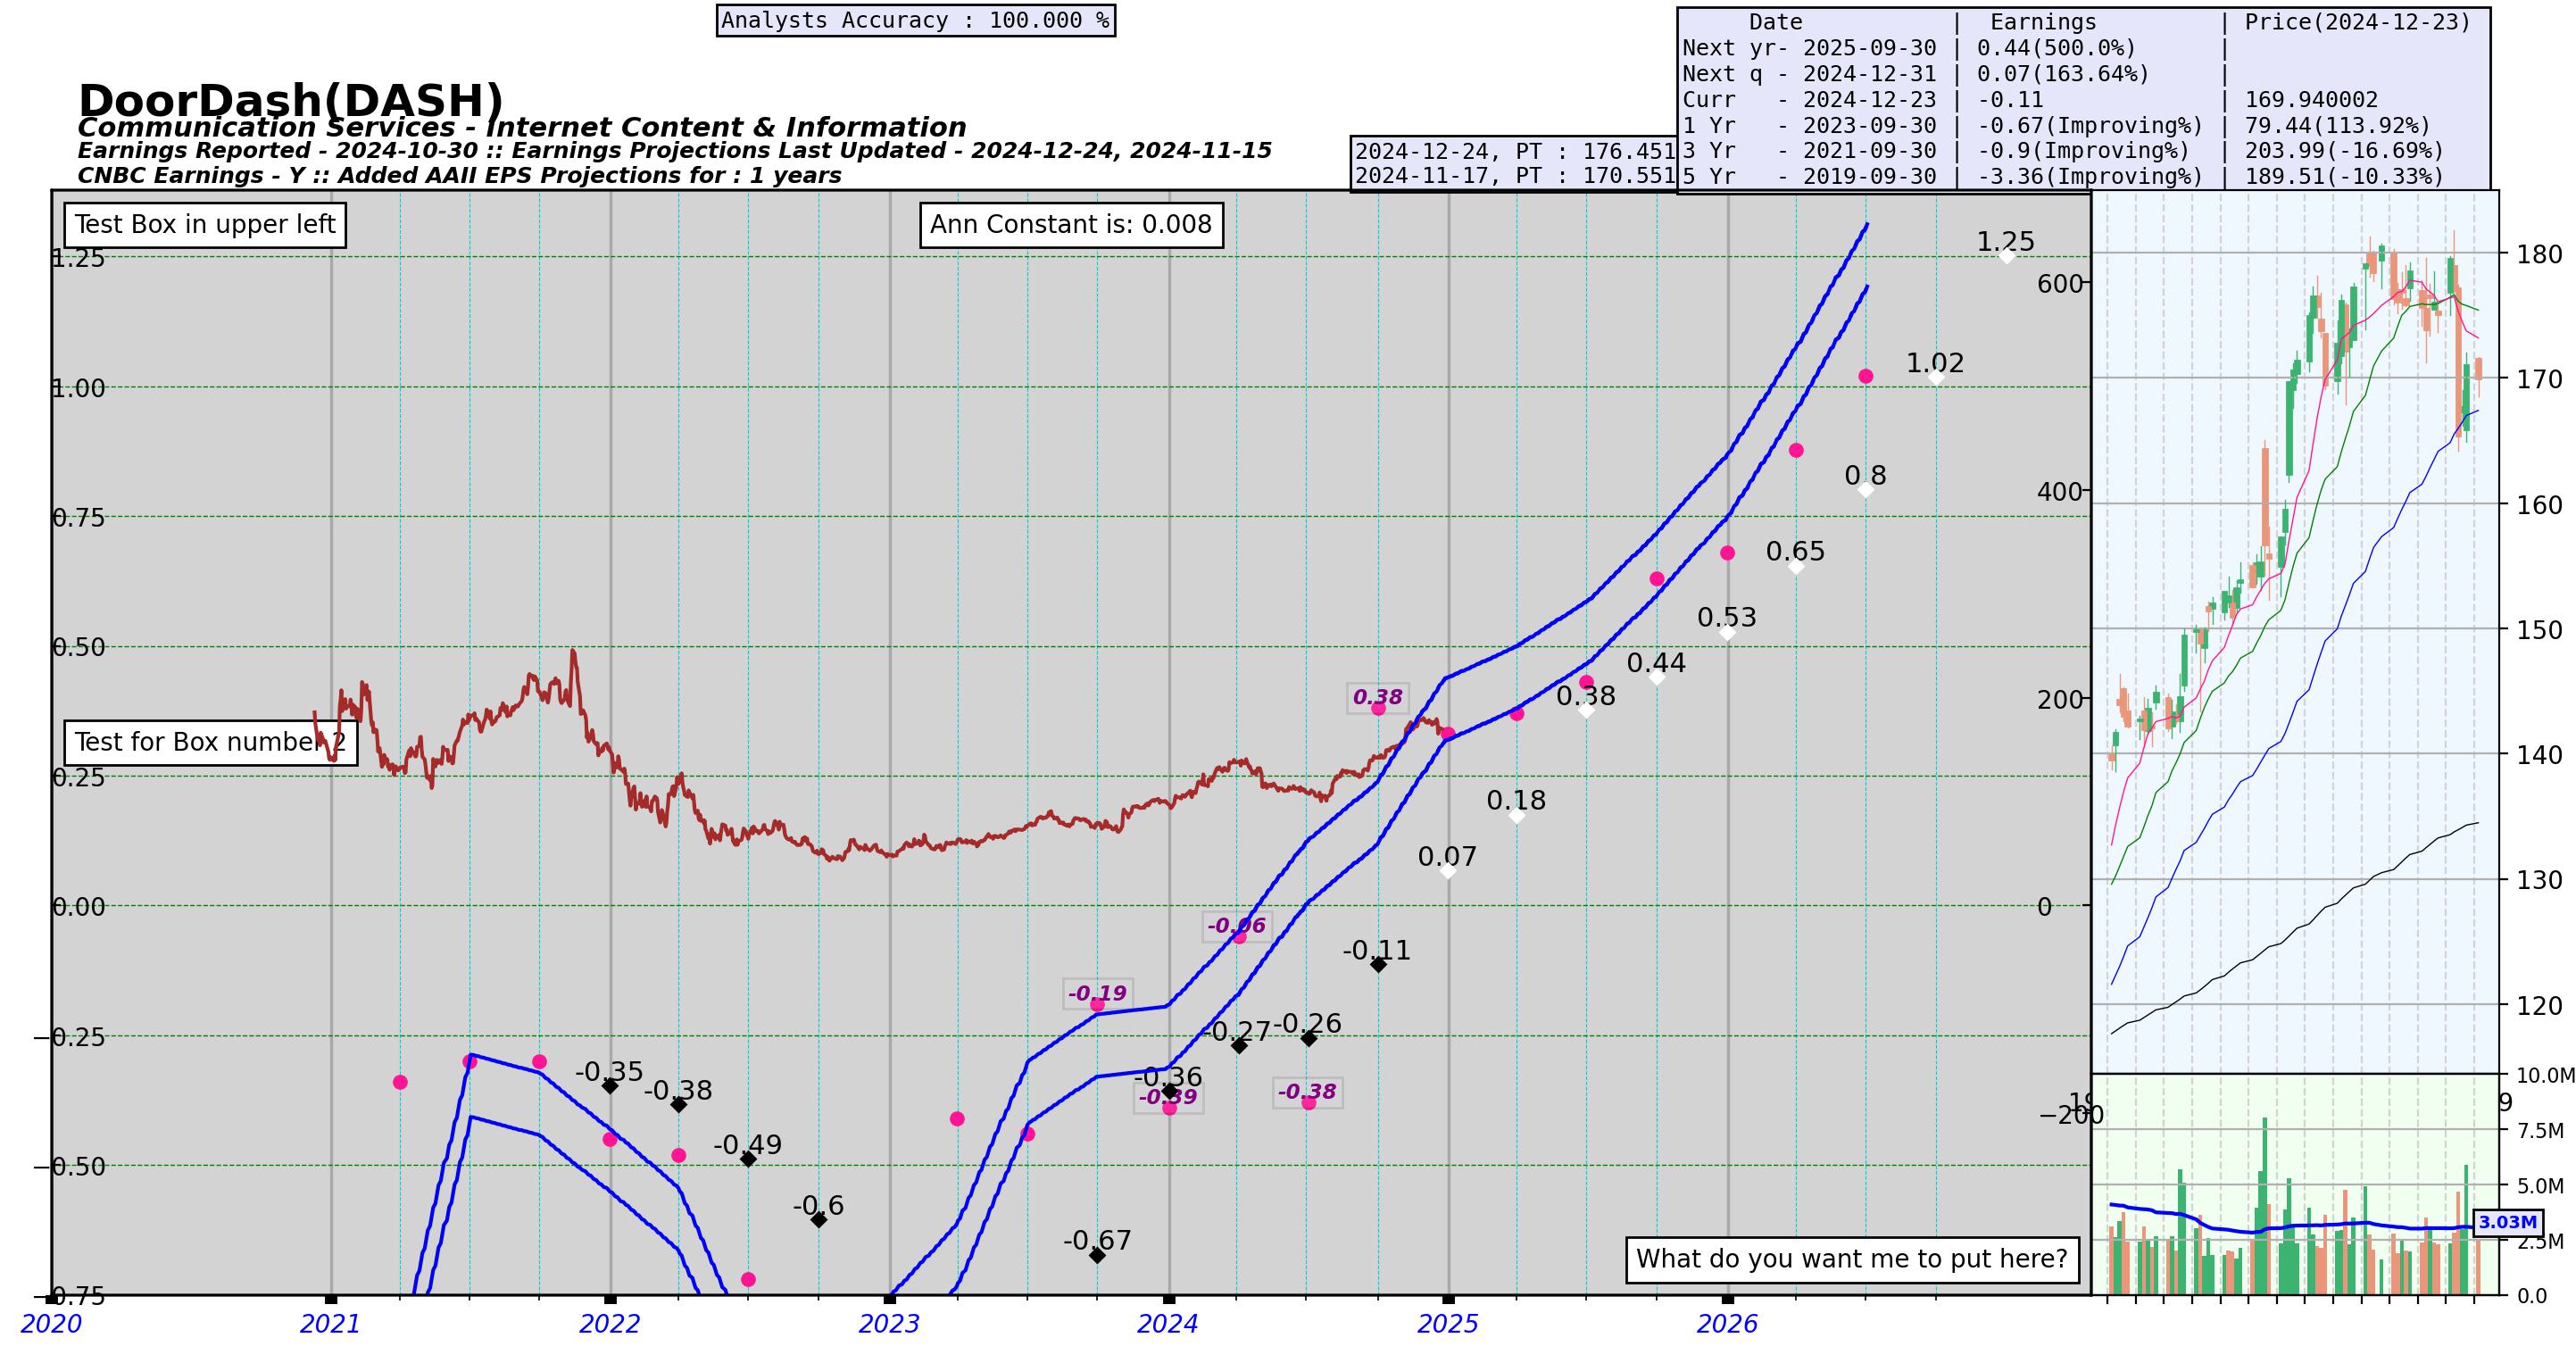 Analysts Accuracy : 100.000 %
Date | Earnings | Price(2024-12-23)
Next yr- 2025-09-30 | 0.44(500.0%) |
Next q - 2024-12-31 | 0.07(163.64%) |
Curr - 2024-12-23 | -0.11 | 169.940002
1 Yr - 2023-09-30 | -0.67(Improving%) | 79.44(113.92%)
3 Yr - 2021-09-30 | -0.9(Improving%) | 203.99(-16.69%)
5 Yr - 2019-09-30 | -3.36(Improving%) | 189.51(-10.33%)
DoorDash(DASH)
Communication Services - Internet Content & Information
Earnings Reported - 2024-10-30 :: Earnings Projections Last Updated - 2024-12-24, 2024-11-15
CNBC Earnings - Y :: Added AAII EPS Projections for : 1 years
2024-12-24, PT : 176.451
2024-11-17, PT : 170.551
Test Box in upper left
Ann Constant is: 0.008
1.25
1.00
0.75
0.50
Test for Box number 2
0.25
0.00
−0.25
−0.50
−0.75
-0.35
-0.38
-0.49
-0.6
-0.67
-0.19
-0.36
-0.39
-0.06
-0.27
-0.26
-0.38
-0.11
0.38
0.07
0.18
0.38
0.44
0.53
0.65
0.8
1.02
1.25
600
400
200
0
−200
What do you want me to put here?
2020
2021
2022
2023
2024
2025
2026
180
170
160
150
140
130
120
10.0M
7.5M
5.0M
3.03M
2.5M
0.0